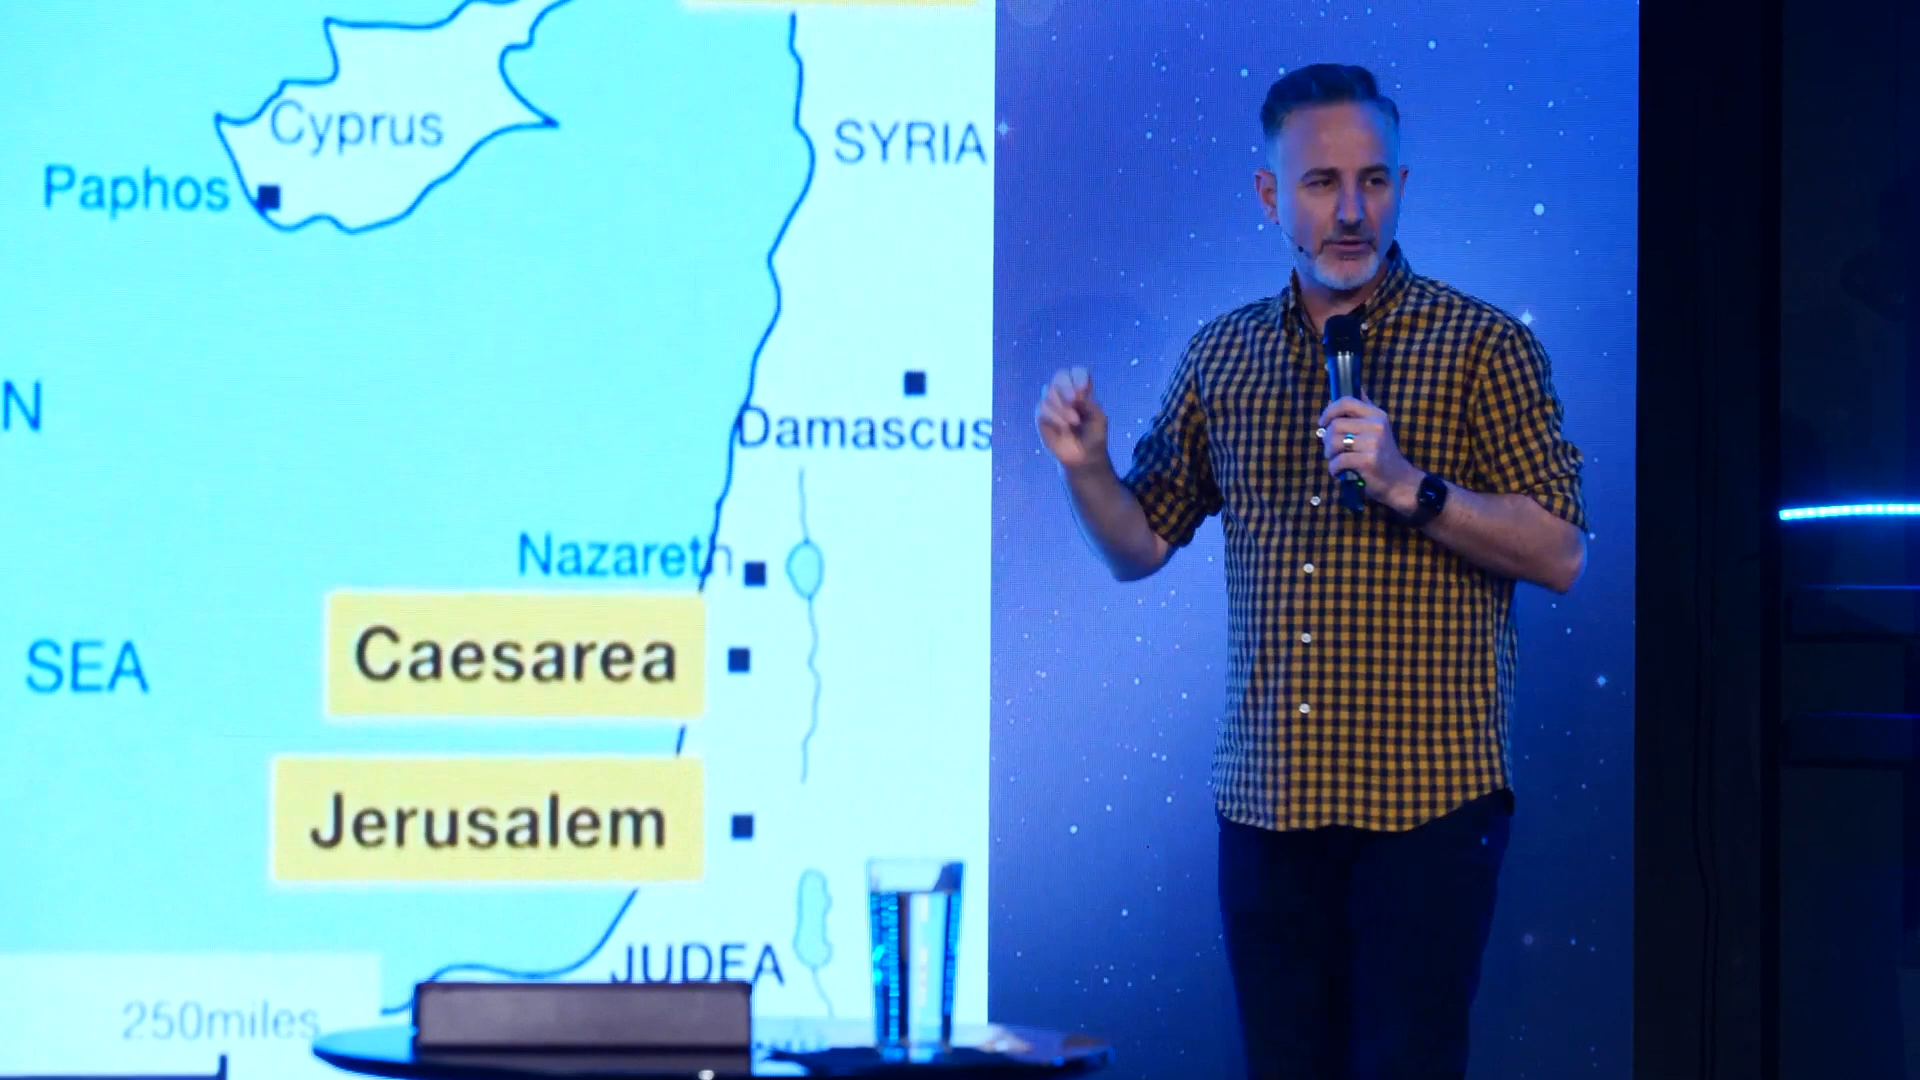 Cyprus
SYRIA
Paphos
N
Damascus
Nazareth
Caesarea
SEA
Jerusalem
JUDEA
250miles